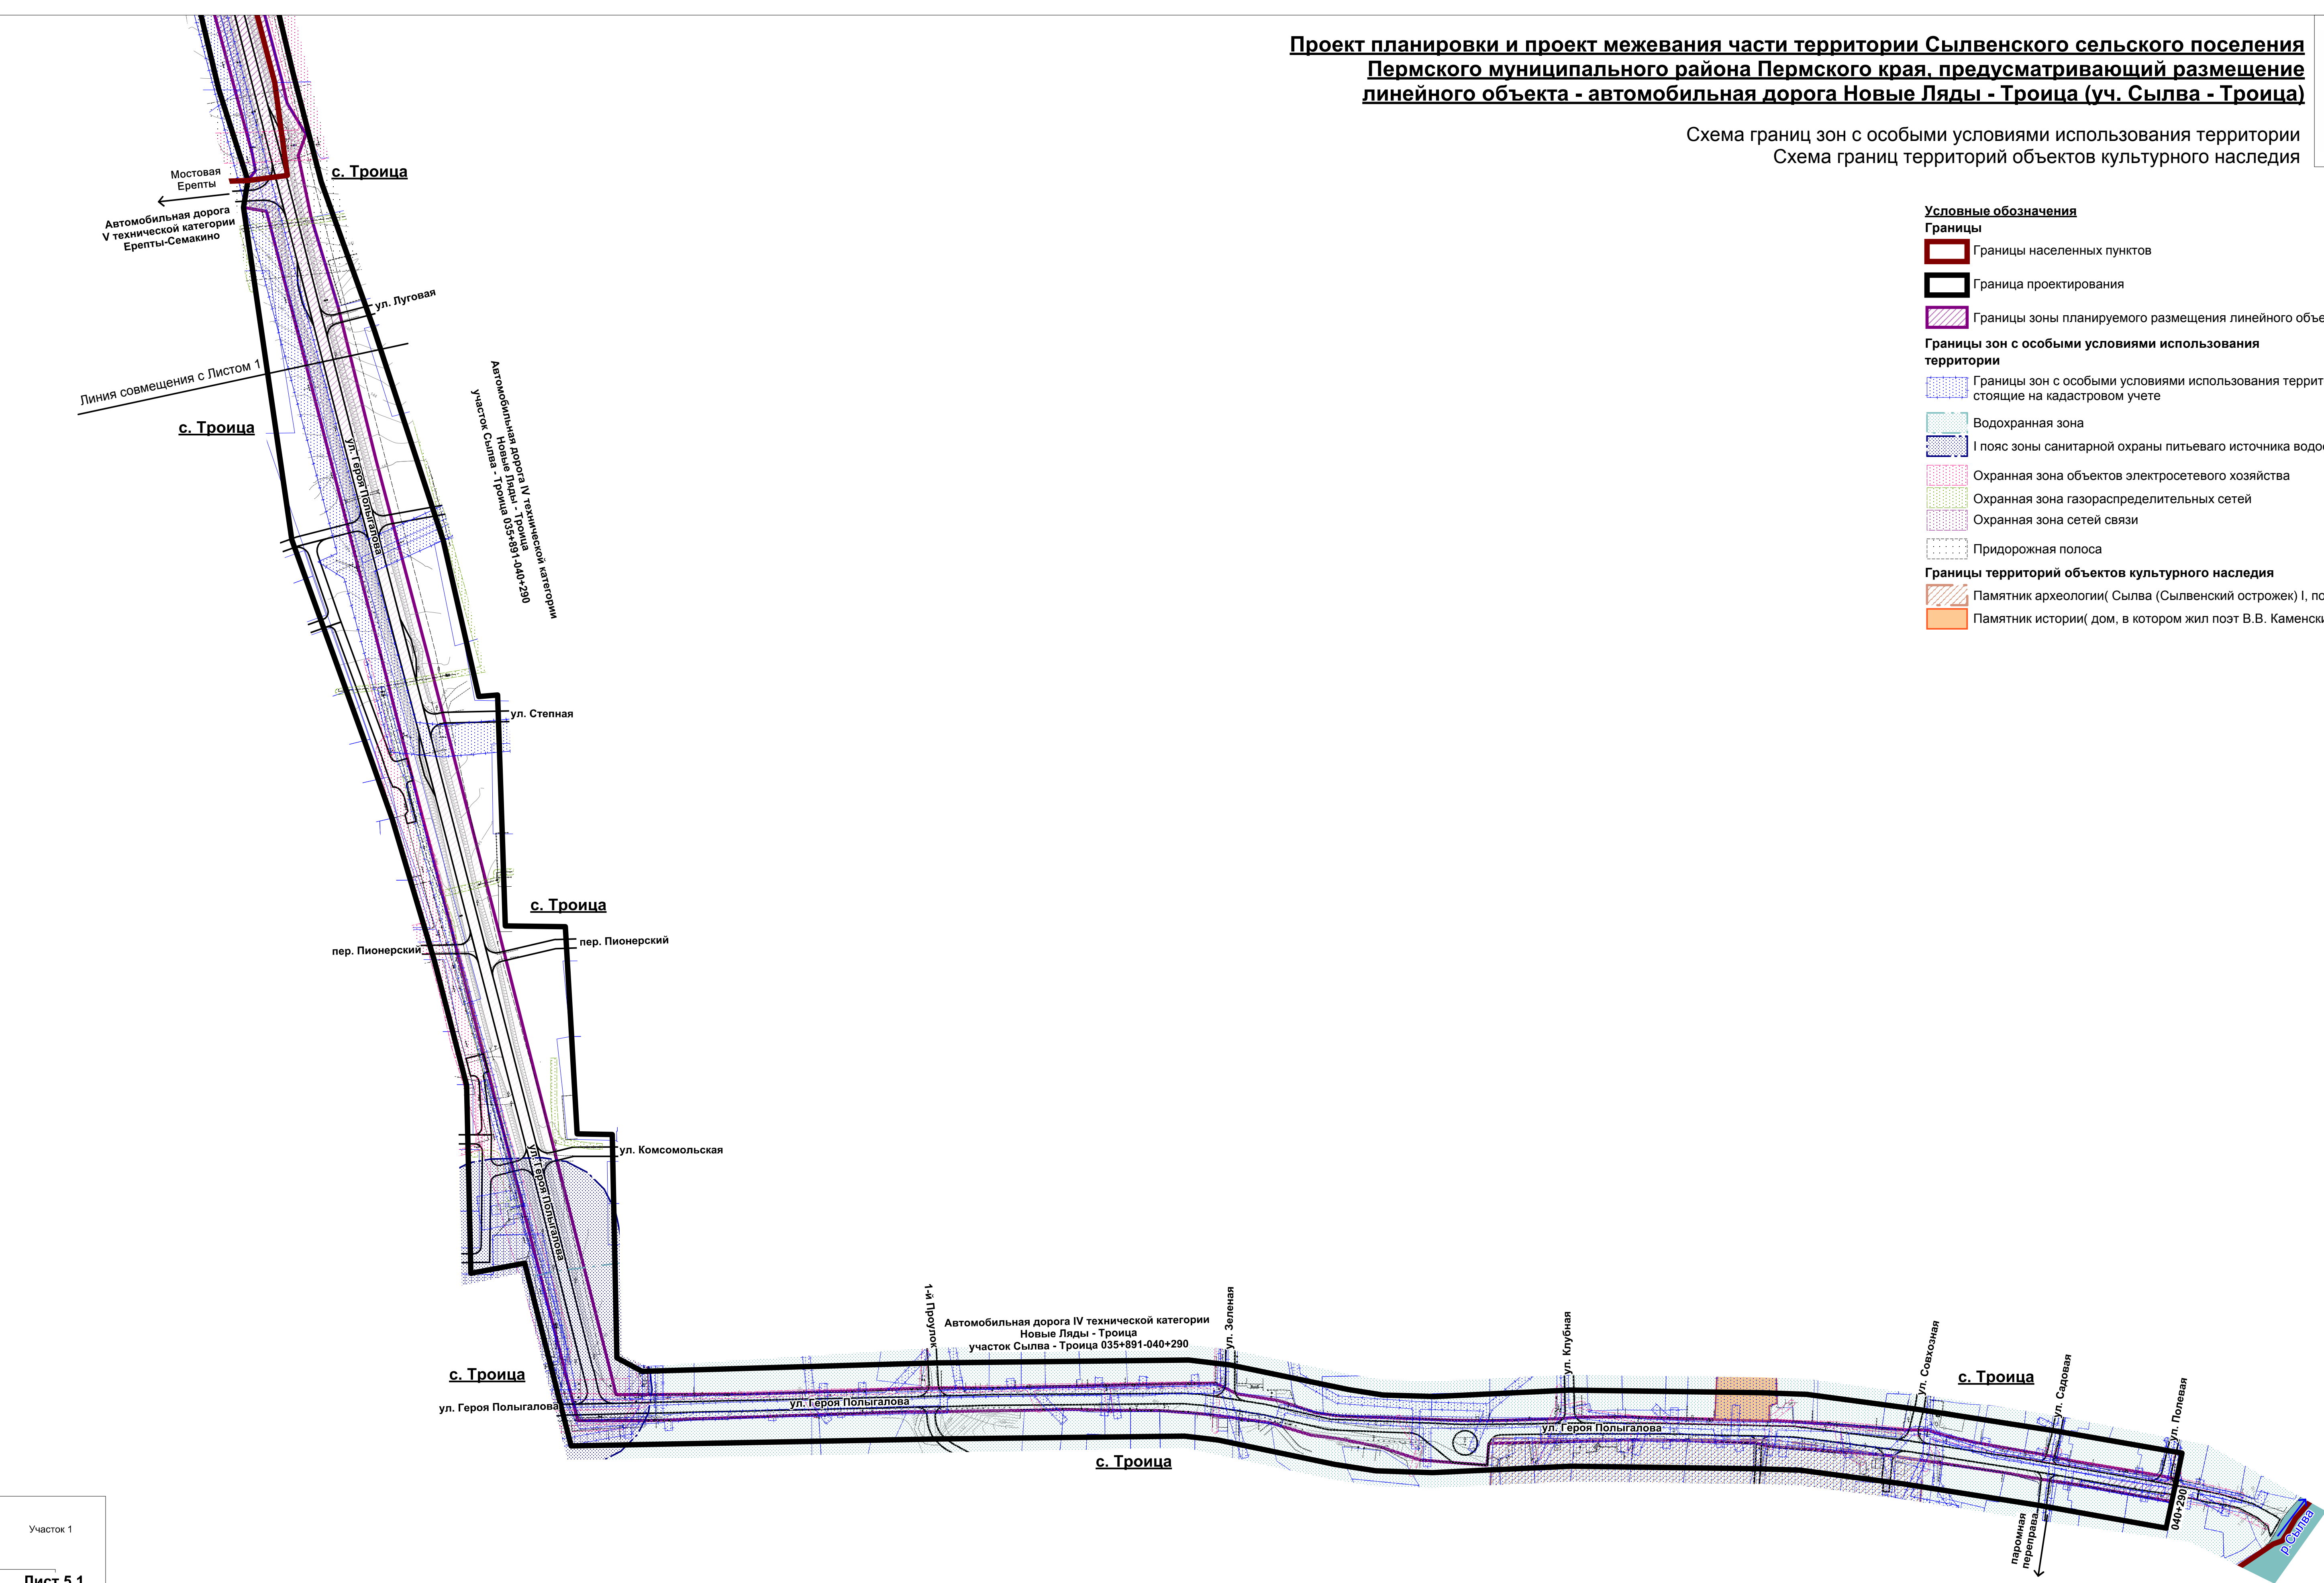 Проект планировки и проект межевания части территории Сылвенского сельского поселения
Пермского муниципального района Пермского края, предусматривающий размещение
линейного объекта - автомобильная дорога Новые Ляды - Троица (уч. Сылва - Троица)
Схема границ зон с особыми условиями использования территории
Схема границ территорий объектов культурного наследия
Условные обозначения
Границы
Границы населенных пунктов
Граница проектирования
Границы зоны планируемого размещения линейного объе
Границы зон с особыми условиями использования
территории
Границы зон с особыми условиями использования террит
стоящие на кадастровом учете
Водохранная зона
I пояс зоны санитарной охраны питьеваго источника водо
Охранная зона объектов электросетевого хозяйства
Охранная зона газораспределительных сетей
Охранная зона сетей связи
Придорожная полоса
Границы территорий объектов культурного наследия
Памятник археологии( Сылва (Сылвенский острожек) I, по
Памятник истории( дом, в котором жил поэт В.В. Каменски
Мостовая
Ерепты
с. Троица
Автомобильная дорога
V технической категории
Ерепты-Семакино
ул. Луговая
Линия совмещения с Листом 1
с. Троица
ул. Героя Полыгалова
Автомобильная дорога IV технической категории
Новые Ляды - Троица
участок Сылва - Троица 035+891-040+290
ул. Степная
с. Троица
пер. Пионерский
пер. Пионерский
ул. Комсомольская
ул. Героя Полыгалова
с. Троица
ул. Героя Полыгалова
1-й Проулок
Автомобильная дорога IV технической категории
Новые Ляды - Троица
участок Сылва - Троица 035+891-040+290
ул. Зеленая
ул. Героя Полыгалова
с. Троица
ул. Клубная
ул. Героя Полыгалова
ул. Совхозная
с. Троица
ул. Садовая
ул. Полевая
040+290
паромная
переправа
р.Сылва
Участок 1
Лист 5.1